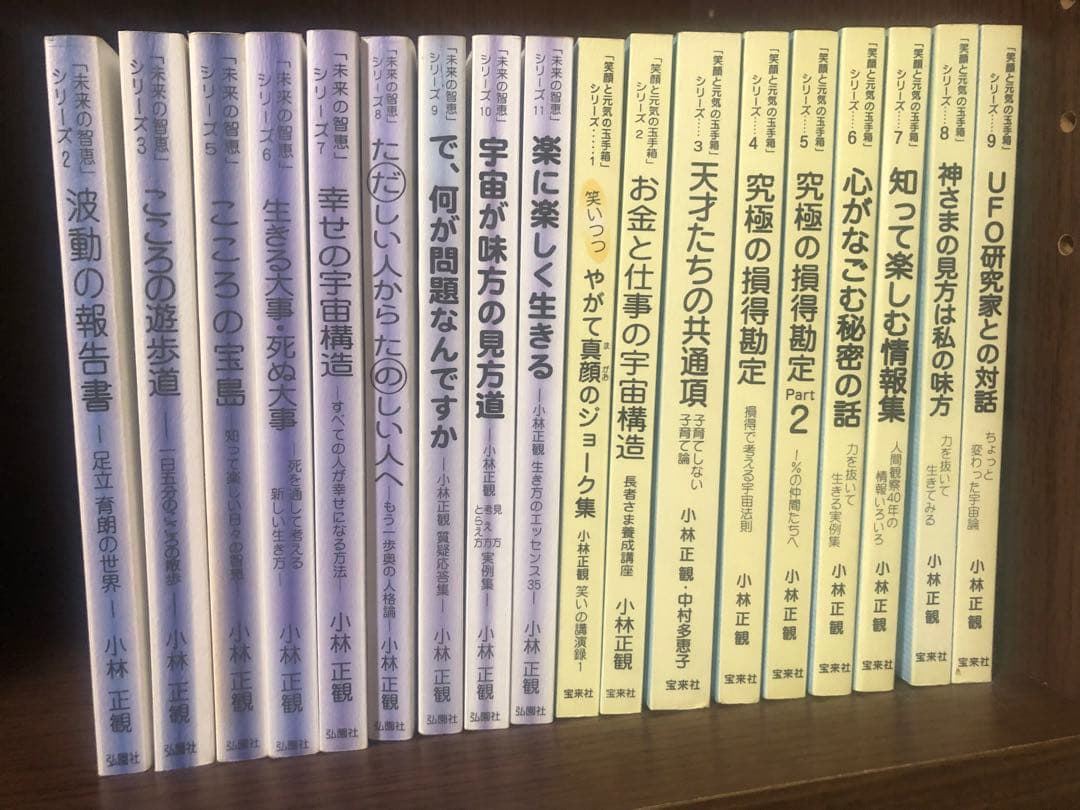 「未来の智恵」
シリーズ 2
波動の報告書
―足立 育朗の世界―
小林 正観
弘園社
「未来の智恵」
シリーズ 3
こころの遊歩道
―一日五分のこころの散歩―
小林 正観
弘園社
「未来の智恵」
シリーズ 5
こころの宝島
知って楽しい日々の智恵
小林 正観
弘園社
「未来の智恵」
シリーズ 6
生きる大事・死ぬ大事
死を通して考える
新しい生き方―
小林 正観
弘園社
「未来の智恵」
シリーズ 7
幸せの宇宙構造
―すべての人が幸せになる方法―
小林 正観
弘園社
「未来の智恵」
シリーズ 8
ただしい人からたのしい人へ
―もう一歩奥の人格論
小林 正観
弘園社
「未来の智恵」
シリーズ 9
で、何が問題なんですか
―小林正観 質疑応答集―
小林 正観
弘園社
「未来の智恵」
シリーズ 10
宇宙が味方の見方道
―小林正観 見方 考え方 とらえ方 実例集―
小林 正観
弘園社
「未来の智恵」
シリーズ 11
楽に楽しく生きる
―小林正観 生き方のエッセンス35―
小林 正観
弘園社
「笑顔と元気の玉手箱」
シリーズ‥‥1
笑いつつ やがて真顔のジョーク集
ま がお
小林正観 笑いの講演録1
宝来社
「笑顔と元気の玉手箱」
シリーズ 2
お金と仕事の宇宙構造
長者さま養成講座
小林正観
宝来社
「笑顔と元気の玉手箱」
シリーズ……3
天才たちの共通項
子育てしない
子育て論
小林正観・中村多恵子
宝来社
「笑顔と元気の玉手箱」
シリーズ……4
究極の損得勘定
損得で考える宇宙法則
小林正観
宝来社
「笑顔と元気の玉手箱」
シリーズ……5
究極の損得勘定 Part 2
―1%の仲間たちへ
小林正観
宝来社
「笑顔と元気の玉手箱」
シリーズ……6
心がなごむ秘密の話
力を抜いて
生きる実例集
小林正観
宝来社
「笑顔と元気の玉手箱」
シリーズ……7
知って楽しむ情報集
人間観察40年の
情報いろいろ
小林正観
宝来社
「笑顔と元気の玉手箱」
シリーズ……8
神さまの見方は私の味方
力を抜いて
生きてみる
小林正観
宝来社
「笑顔と元気の玉手箱」
シリーズ……9
UFO研究家との対話
ちょっと
変わった宇宙論
小林正観
宝来社